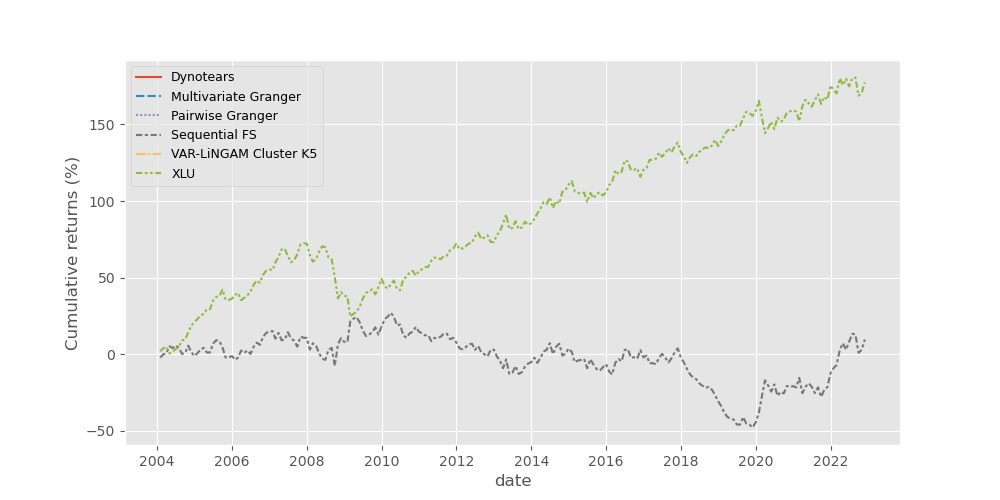 Dynotears
Multivariate Granger
Pairwise Granger
Sequential FS
VAR-LiNGAM Cluster K5
XLU
Cumulative returns (%)
150
100
50
0
−50
2004 2006 2008 2010 2012 2014 2016 2018 2020 2022
date